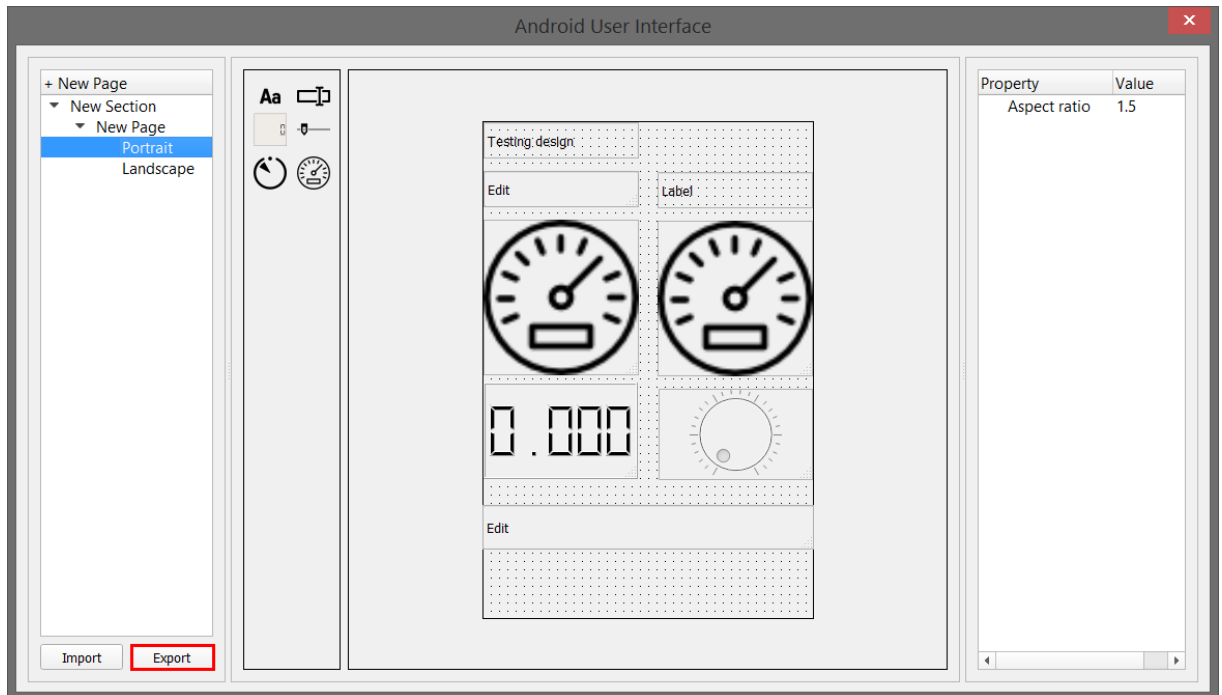 Android User Interface
+ New Page
New Section
New Page
Portrait
Landscape
Import
Export
Aa
0
Testing design
Edit
Label
0.000
Edit
Property Value
Aspect ratio 1.5